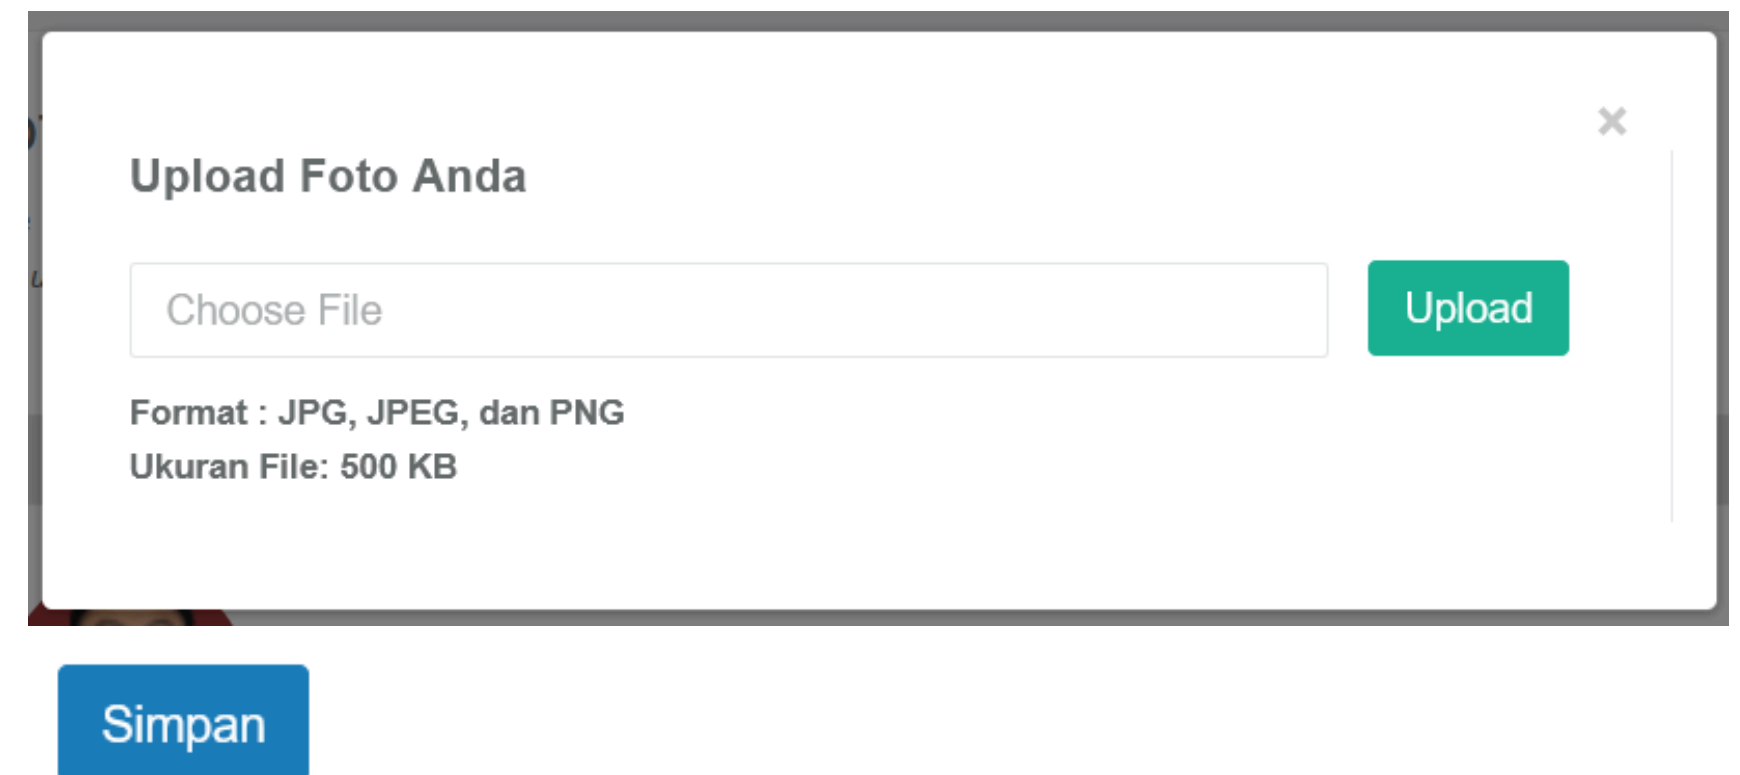 ×
Upload Foto Anda
Choose File
Upload
Format : JPG, JPEG, dan PNG
Ukuran File: 500 KB
Simpan